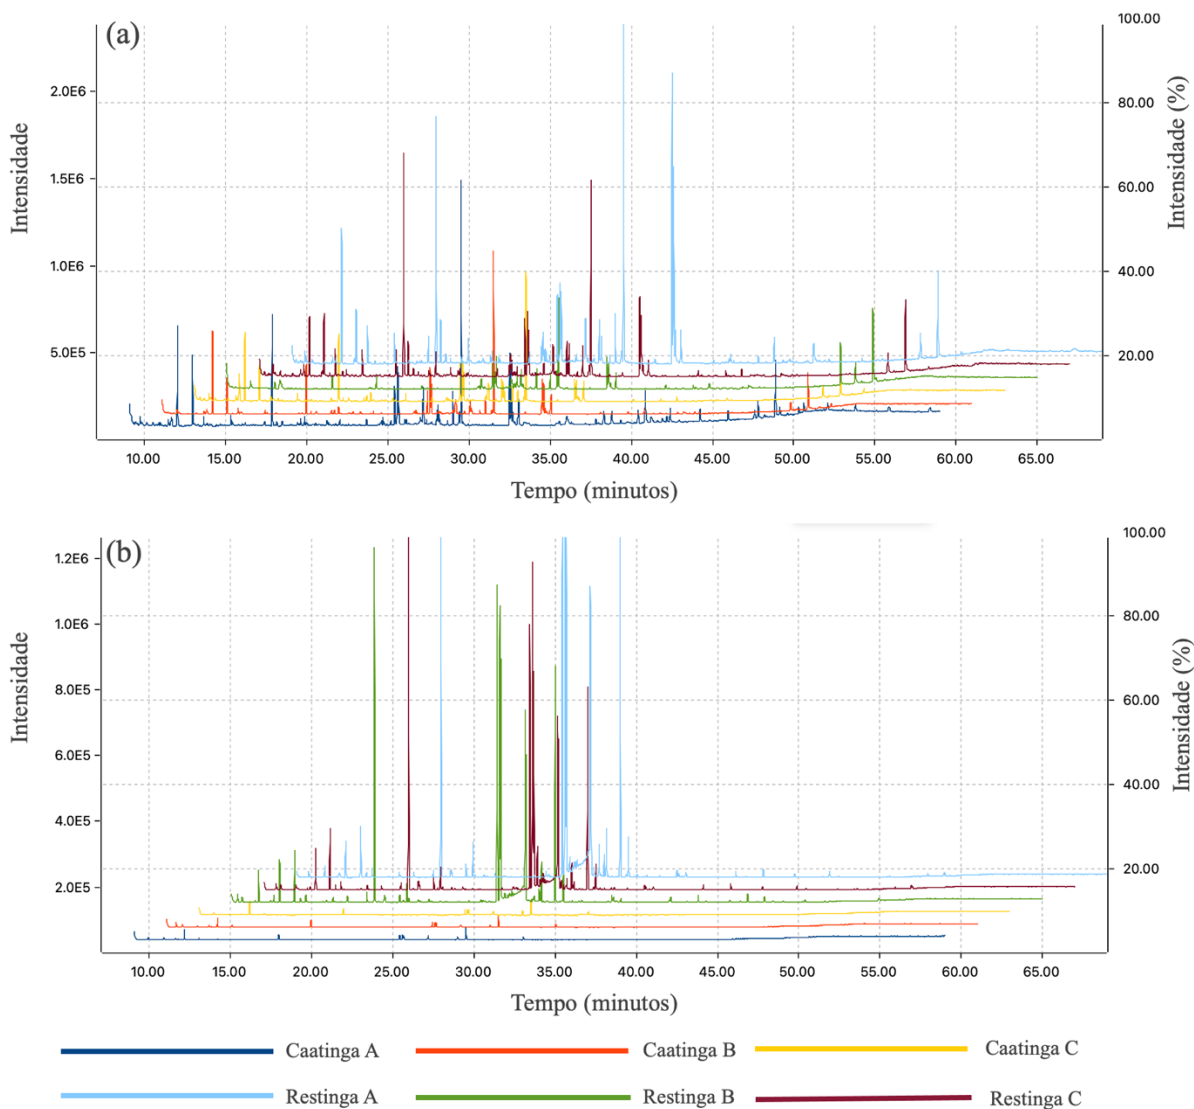 (a)
100.00
2.0E6
80.00
1.5E6
60.00
1.0E6
40.00
5.0E5
20.00
Intensidade
Intensidade (%)
10.00 15.00 20.00 25.00 30.00 35.00 40.00 45.00 50.00 55.00 60.00 65.00
Tempo (minutos)
(b)
100.00
1.2E6
1.0E6
80.00
8.0E5
60.00
6.0E5
40.00
4.0E5
20.00
2.0E5
Intensidade
Intensidade (%)
10.00 15.00 20.00 25.00 30.00 35.00 40.00 45.00 50.00 55.00 60.00 65.00
Tempo (minutos)
Caatinga A Caatinga B Caatinga C
Restinga A Restinga B Restinga C